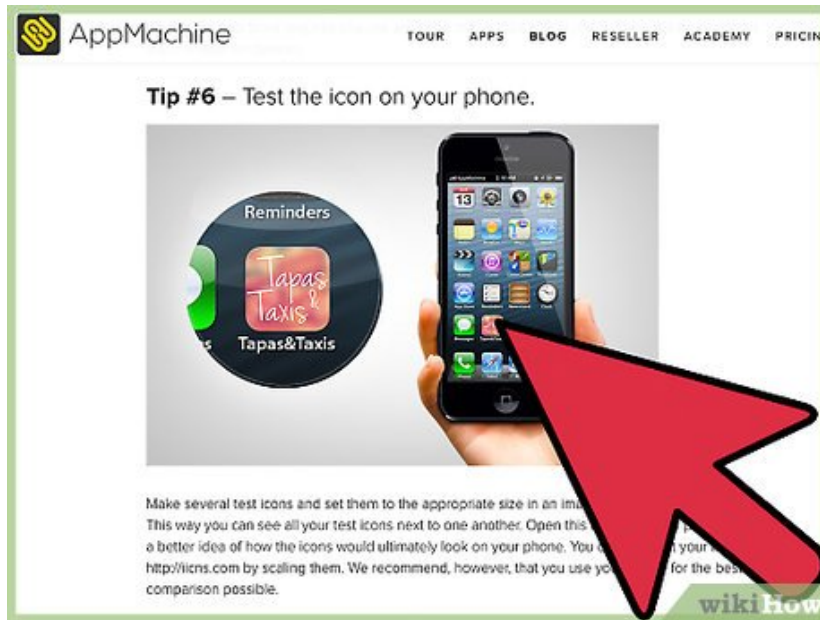 AppMachine
TOUR APPS BLOG RESELLER ACADEMY PRICIN
Tip #6 – Test the icon on your phone.
Reminders
13
Tapas
&
Taxis
Tapas&Taxis
Make several test icons and set them to the appropriate size in an
This way you can see all your test icons next to one another. Open this
a better idea of how the icons would ultimately look on your phone. You
http://iicns.com by scaling them. We recommend, however, that you use for the best
comparison possible.
wikiHow